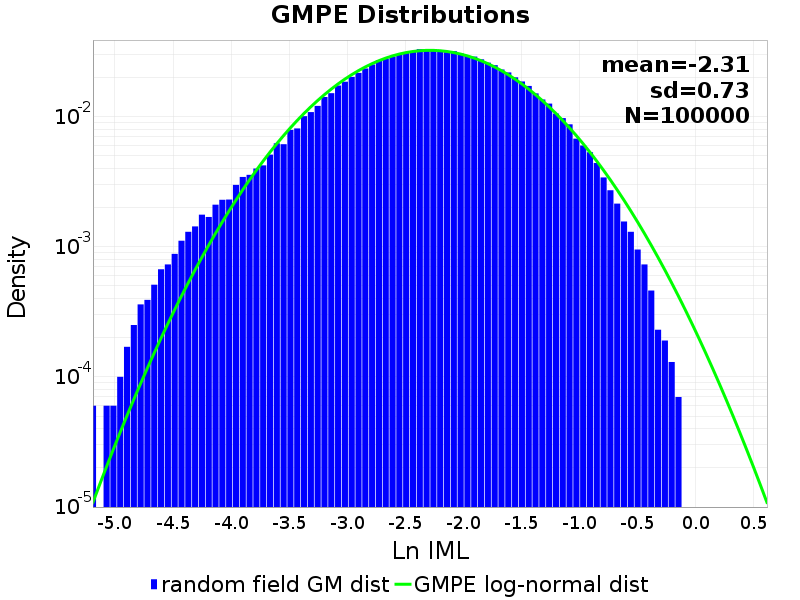 GMPE Distributions
mean=-2.31
sd=0.73
N=100000
10-2
10-3
10-4
10-5
Density
-5.0 -4.5 -4.0 -3.5 -3.0 -2.5 -2.0 -1.5 -1.0 -0.5 0.0 0.5
Ln IML
random field GM dist GMPE log-normal dist